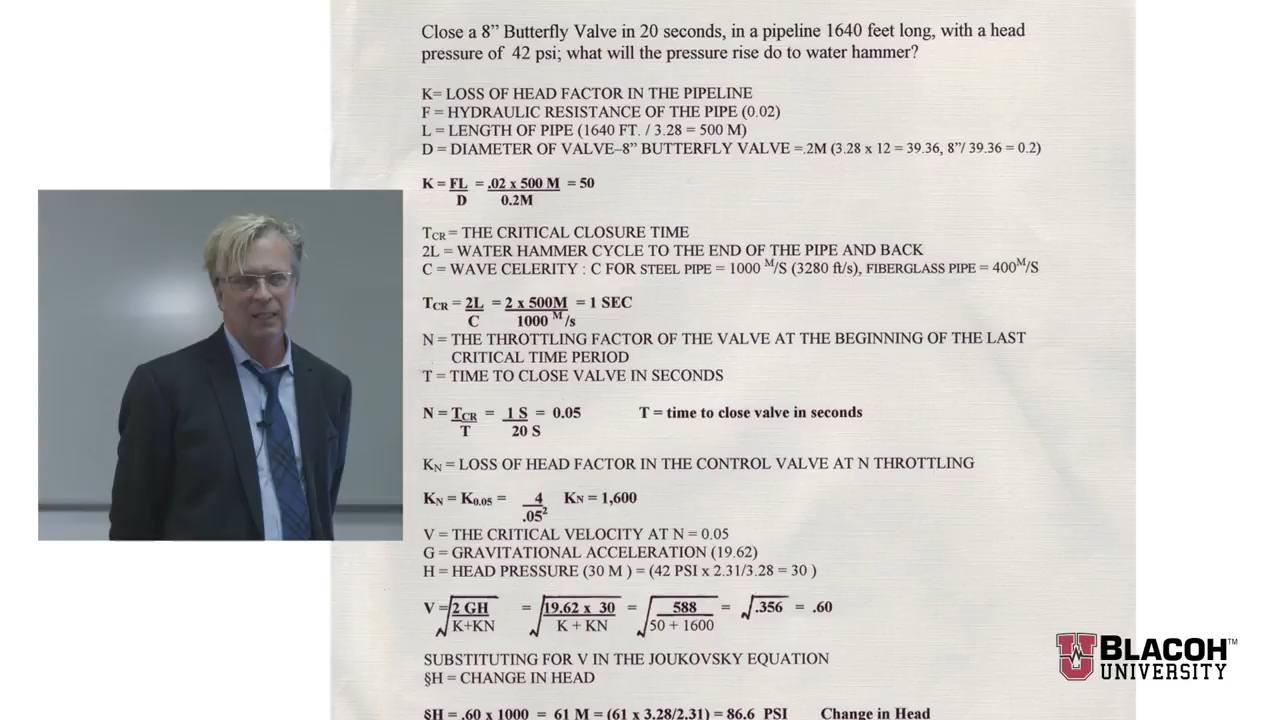 Close a 8” Butterfly Valve in 20 seconds, in a pipeline 1640 feet long, with a head
pressure of 42 psi; what will the pressure rise do to water hammer?
K= LOSS OF HEAD FACTOR IN THE PIPELINE
F = HYDRAULIC RESISTANCE OF THE PIPE (0.02)
L = LENGTH OF PIPE (1640 FT. / 3.28 = 500 M)
D = DIAMETER OF VALVE–8” BUTTERFLY VALVE =.2M (3.28 x 12 = 39.36, 8”/ 39.36 = 0.2)
K = FL = .02 x 500 M = 50
D 0.2M
TCR = THE CRITICAL CLOSURE TIME
2L = WATER HAMMER CYCLE TO THE END OF THE PIPE AND BACK
C = WAVE CELERITY : C FOR STEEL PIPE = 1000 M/S (3280 ft/s), FIBERGLASS PIPE = 400M/S
TCR = 2L = 2 x 500M = 1 SEC
C 1000 M/s
N = THE THROTTLING FACTOR OF THE VALVE AT THE BEGINNING OF THE LAST
CRITICAL TIME PERIOD
T = TIME TO CLOSE VALVE IN SECONDS
N = TCR = 1 S = 0.05 T = time to close valve in seconds
T 20 S
KN = LOSS OF HEAD FACTOR IN THE CONTROL VALVE AT N THROTTLING
KN = K0.05 = 4 KN = 1,600
.05²
V = THE CRITICAL VELOCITY AT N = 0.05
G = GRAVITATIONAL ACCELERATION (19.62)
H = HEAD PRESSURE (30 M ) = (42 PSI x 2.31/3.28 = 30 )
V =√2 GH = √19.62 x 30 = √588 = √.356 = .60
K+KN K + KN 50 + 1600
SUBSTITUTING FOR V IN THE JOUKOVSKY EQUATION
§H = CHANGE IN HEAD
§H = .60 x 1000 = 61 M = (61 x 3.28/2.31) = 86.6 PSI Change in Head
BLACOH™
UNIVERSITY